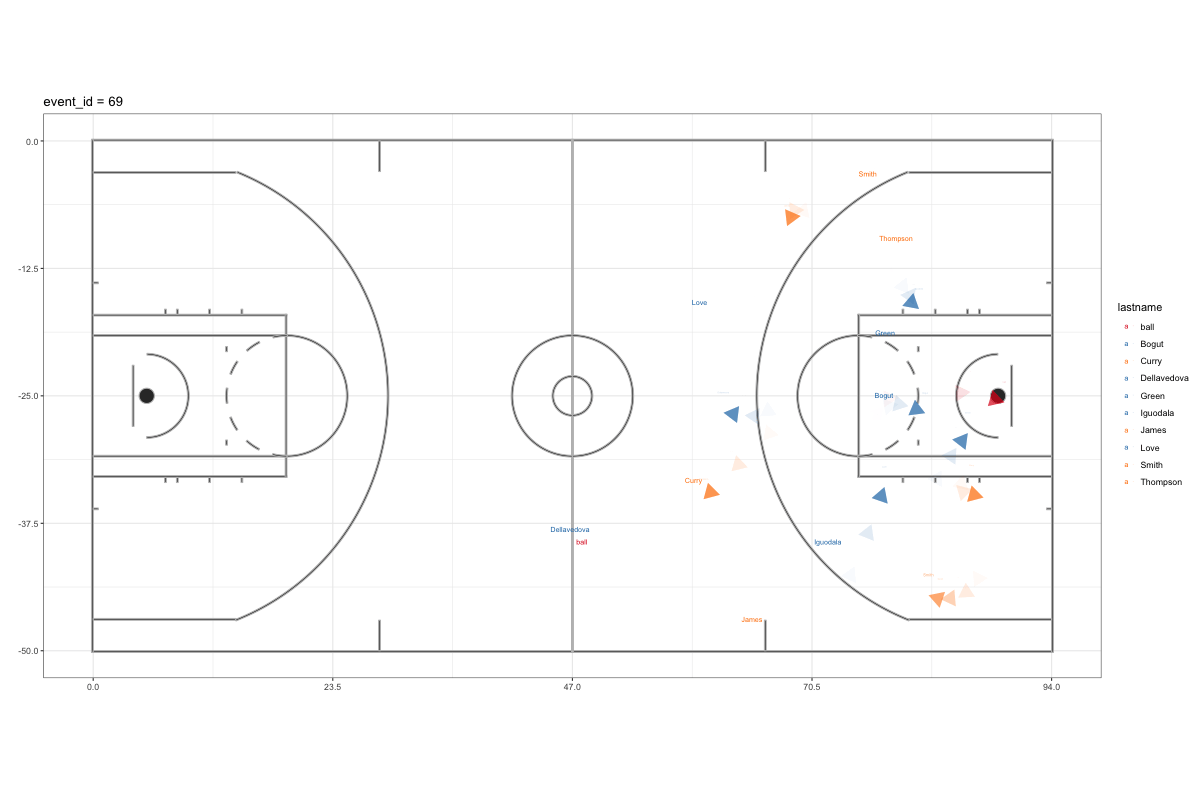 event_id = 69
0.0
-12.5
-25.0
-37.5
-50.0
0.0
23.5
47.0
70.5
94.0
Smith
Thompson
Love
Green
Bogut
Curry
Dellavedova
ball
Iguodala
James
lastname
a ball
a Bogut
a Curry
a Dellavedova
a Green
a Iguodala
a James
a Love
a Smith
a Thompson